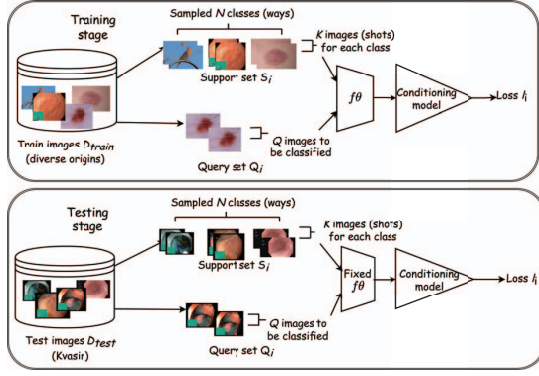 Training
stage
Sampled N classes (ways)
K images (shots)
for each class
Support set Si
fθ
Conditioning
model
Loss li
Train images Dtrain
(diverse origins)
Q images to
be classified
Query set Qi
Testing
stage
Sampled N classes (ways)
K images (shots)
for each class
Support set Si
Fixed
fθ
Conditioning
model
Loss li
Test images Dtest
(Kvasir)
Q images to
be classified
Query set Qi